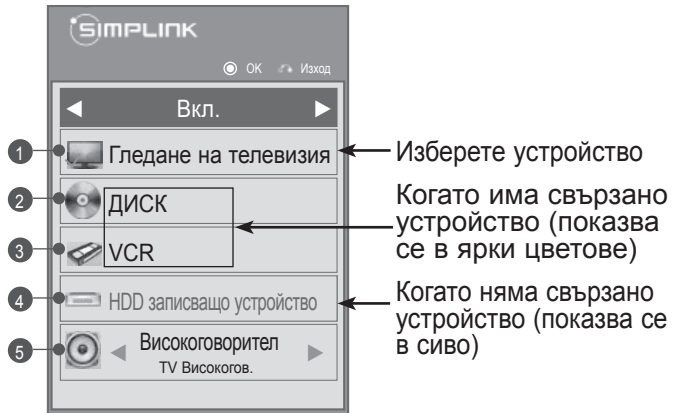 SIMPLINK
OK Изход
Вкл.
1 Гледане на телевизия
Изберете устройство
2 ДИСК
3 VCR
Когато има свързано
устройство (показва
се в ярки цветове)
4 HDD записващо устройство
Когато няма свързано
устройство (показва се
в сиво)
5 Високоговорител
TV Високогов.